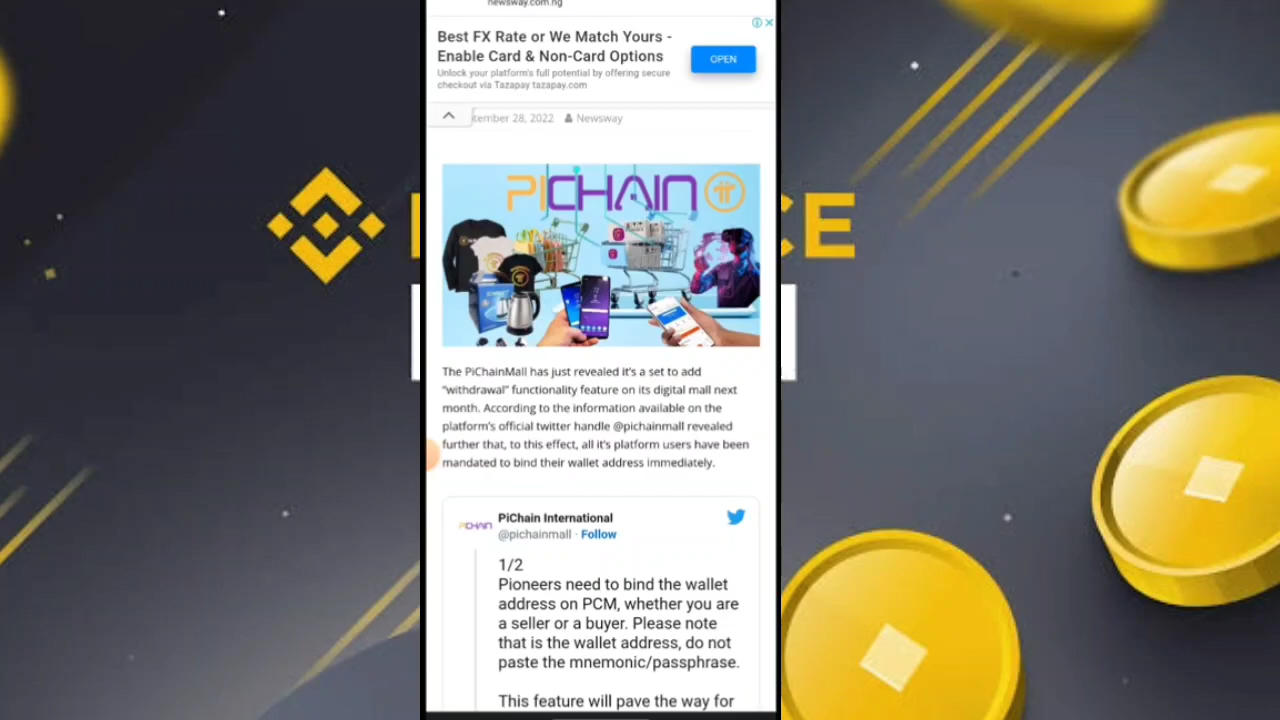 newsway.com.ng
Best FX Rate or We Match Yours -
Enable Card & Non-Card Options
Unlock your platform's full potential by offering secure
checkout via Tazapay tazapay.com
OPEN
tember 28, 2022 Newsway
PICHAIN
CE
The PiChainMall has just revealed it's a set to add
"withdrawal" functionality feature on its digital mall next
month. According to the information available on the
platform's official twitter handle @pichainmall revealed
further that, to this effect, all it's platform users have been
mandated to bind their wallet address immediately.
PICHAIN
PiChain International
@pichainmall · Follow
1/2
Pioneers need to bind the wallet
address on PCM, whether you are
a seller or a buyer. Please note
that is the wallet address, do not
paste the mnemonic/passphrase.
This feature will pave the way for